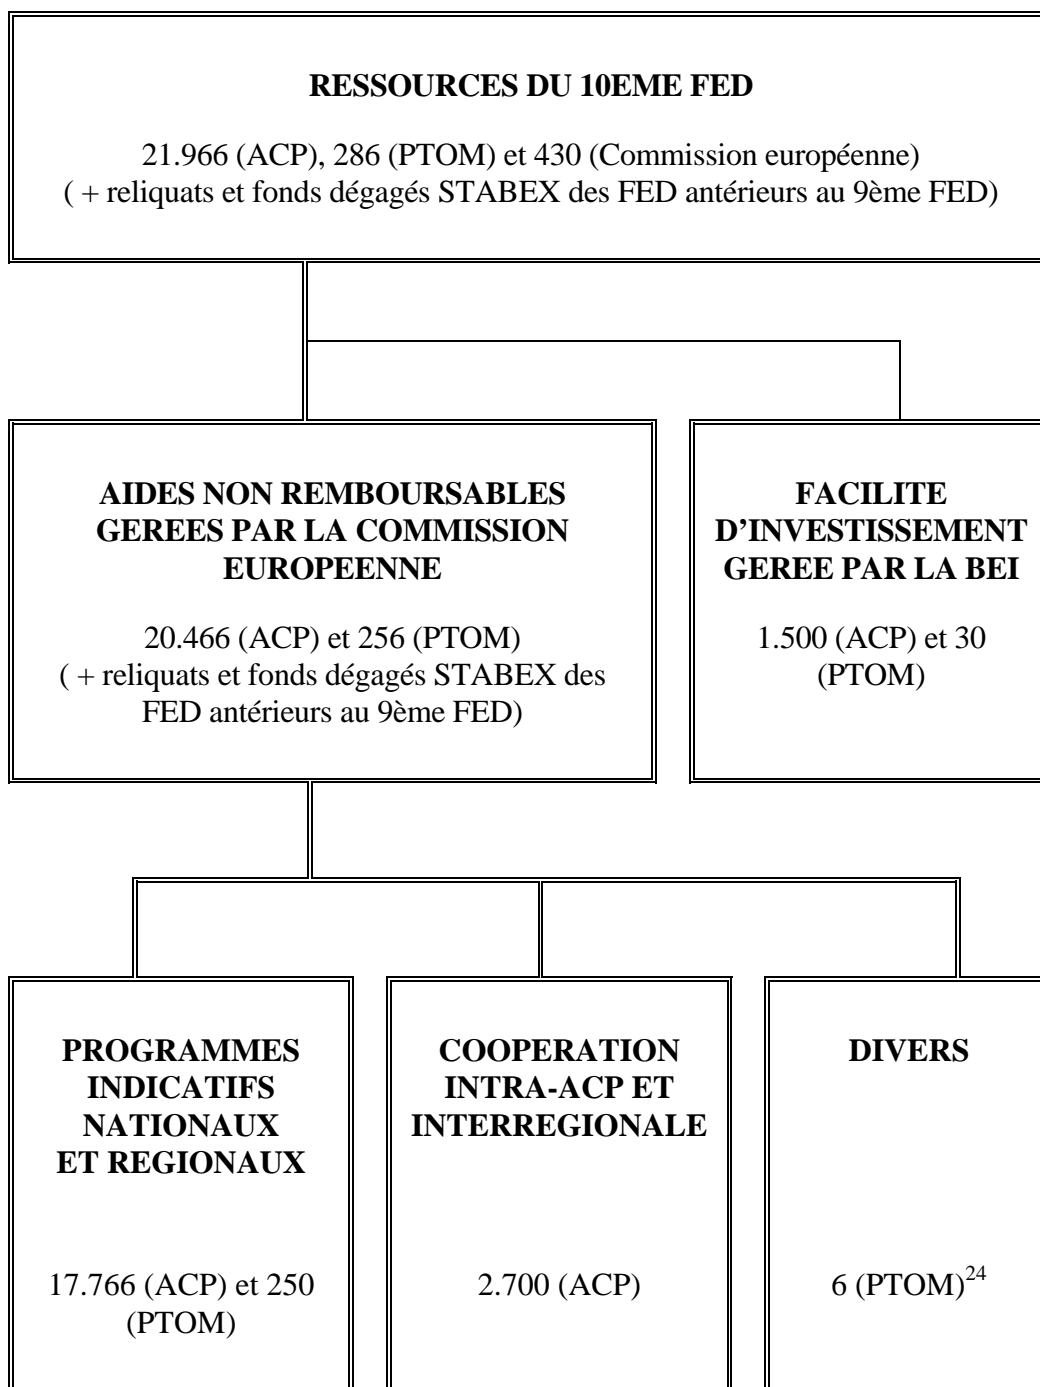 RESSOURCES DU 10EME FED
21.966 (ACP), 286 (PTOM) et 430 (Commission européenne)
( + reliquats et fonds dégagés STABEX des FED antérieurs au 9ème FED)
AIDES NON REMBOURSABLES
GEREES PAR LA COMMISSION
EUROPEENNE
20.466 (ACP) et 256 (PTOM)
( + reliquats et fonds dégagés STABEX des
FED antérieurs au 9ème FED)
FACILITE
D'INVESTISSEMENT
GEREE PAR LA BEI
1.500 (ACP) et 30
(PTOM)
PROGRAMMES
INDICATIFS
NATIONAUX
ET REGIONAUX
17.766 (ACP) et 250
(PTOM)
COOPERATION
INTRA-ACP ET
INTERREGIONALE
2.700 (ACP)
DIVERS
6 (PTOM)24